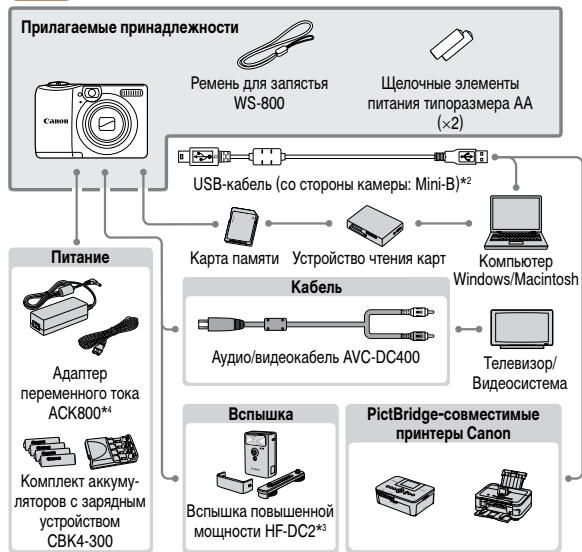 Прилагаемые принадлежности
Ремень для запястья
WS-800
Щелочные элементы
питания типоразмера AA
(×2)
Canon
USB-кабель (со стороны камеры: Mini-B)*2
Карта памяти
Устройство чтения карт
Компьютер
Windows/Macintosh
Питание
Адаптер
переменного тока
ACK800*4
Комплект аккуму-
ляторов с зарядным
устройством
CBK4-300
Кабель
Аудио/видеокабель AVC-DC400
Телевизор/
Видеосистема
Вспышка
Вспышка повышенной
мощности HF-DC2*3
PictBridge-совместимые
принтеры Canon